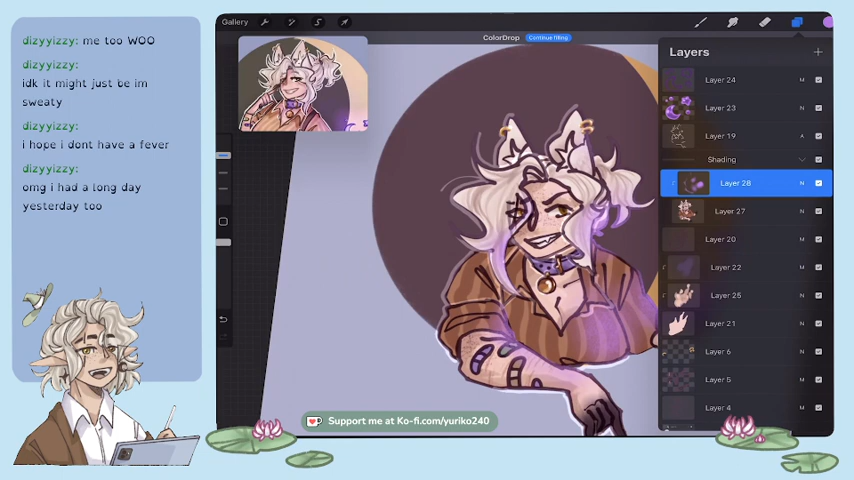 dizyyizzy: me too WOO
dizyyizzy:
idk it might just be im
sweaty
dizyyizzy:
i hope i dont have a fever
dizyyizzy:
omg i had a long day
yesterday too
Gallery
ColorDrop Continue filling
Layers
Layer 24 M
Layer 23 M
Layer 19 A
Shading
Layer 28 N
Layer 27 N
Layer 20 M
Layer 22 M
Layer 25 N
Layer 21 N
Layer 6 M
Layer 5 M
Layer 4 M
Support me at Ko-fi.com/yuriko240